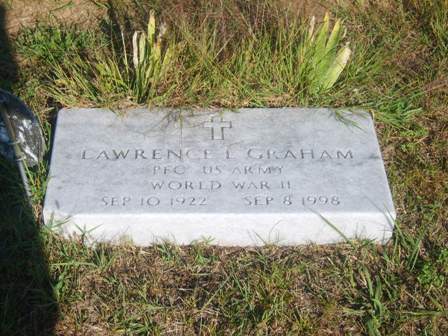 LAWRENCE L GRAHAM
PFC US ARMY
WORLD WAR II
SEP 10 1922 SEP 8 1998